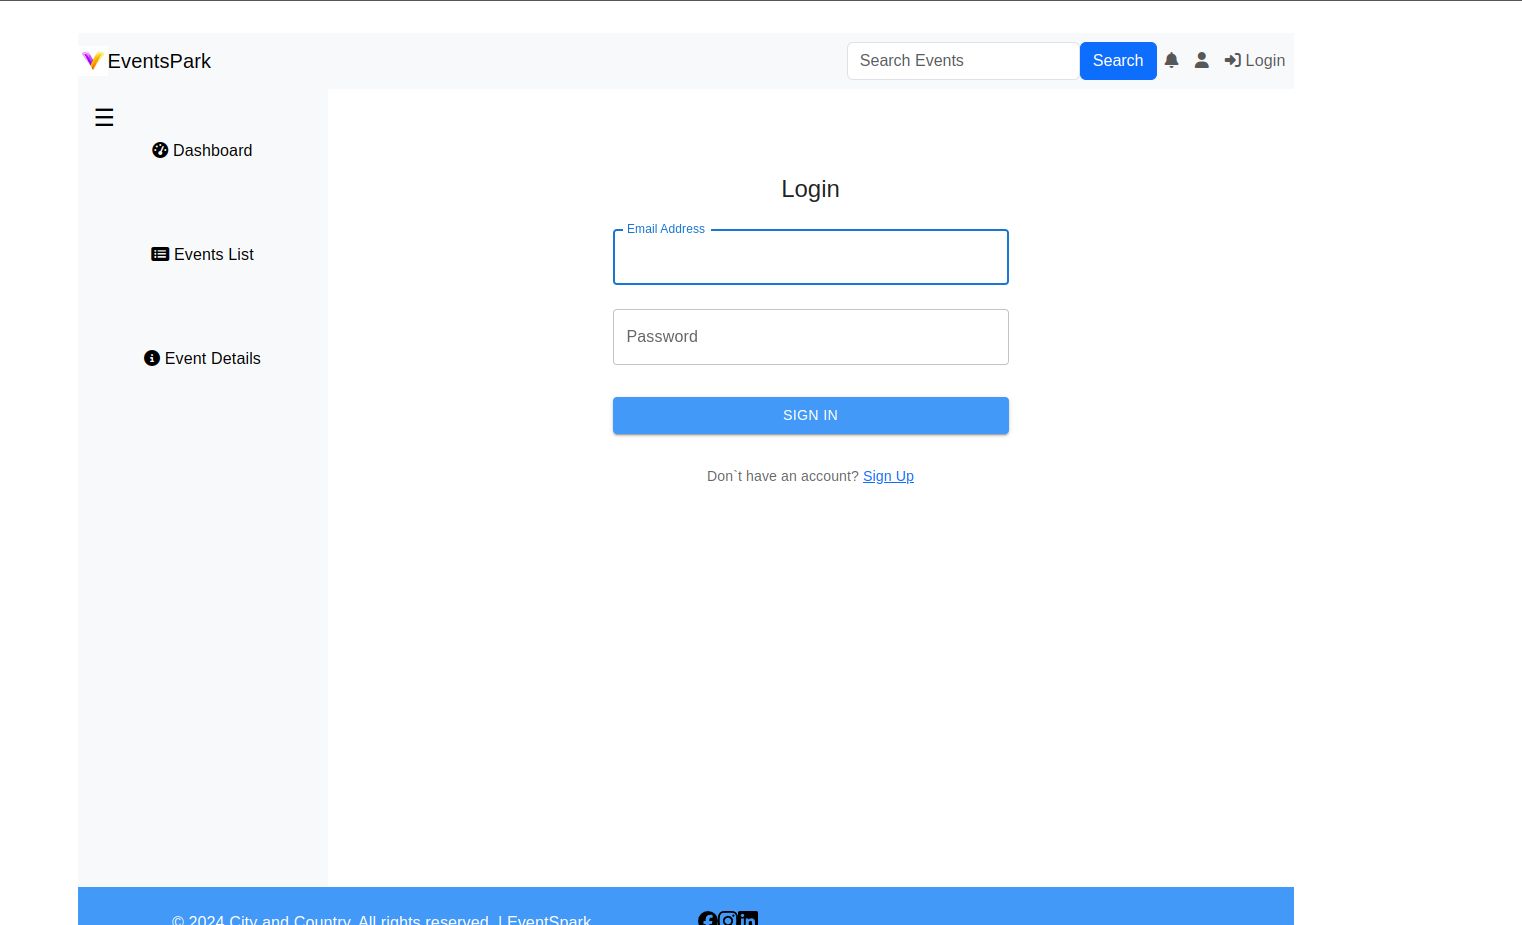 EventsPark
Search Events
Search
Login
Dashboard
Events List
Event Details
Login
Email Address
Password
SIGN IN
Don`t have an account? Sign Up
© 2024 City and Country. All rights reserved. | EventSpark